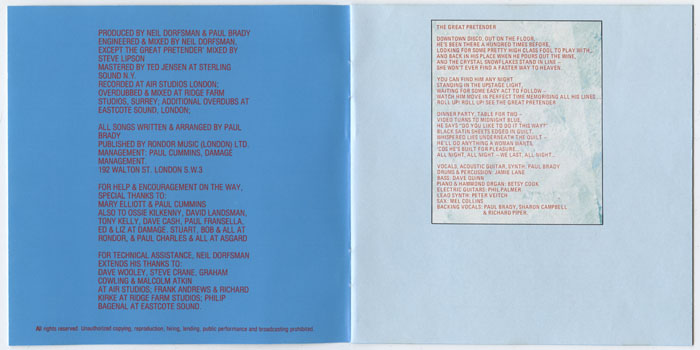 PRODUCED BY NEIL DORFSMAN & PAUL BRADY
ENGINEERED & MIXED BY NEIL DORFSMAN,
EXCEPT THE GREAT PRETENDER' MIXED BY
STEVE LIPSON
MASTERED BY TED JENSEN AT STERLING
SOUND N.Y.
RECORDED AT AIR STUDIOS LONDON;
OVERDUBBED & MIXED AT RIDGE FARM
STUDIOS, SURREY; ADDITIONAL OVERDUBS AT
EASTCOTE SOUND, LONDON;
ALL SONGS WRITTEN & ARRANGED BY PAUL
BRADY
PUBLISHED BY RONDOR MUSIC (LONDON) LTD,
MANAGEMENT: PAUL CUMMINS, DAMAGE
MANAGEMENT.
192 WALTON ST. LONDON S.W.3
FOR HELP & ENCOURAGEMENT ON THE WAY,
SPECIAL THANKS TO:
MARY ELLIOTT & PAUL CUMMINS
ALSO TO OSSIE KILKENNY, DAVID LANDSMAN,
TONY KELLY, DAVE CASH, PAUL FRANSELLA,
ED & LIZ AT DAMAGE, STUART, BOB & ALL AT
RONDOR, & PAUL CHARLES & ALL AT ASGARD
FOR TECHNICAL ASSISTANCE, NEIL DORFSMAN
EXTENDS HIS THANKS TO:
DAVE WOOLEY, STEVE CRANE, GRAHAM
COWLING & MALCOLM ATKIN
AT AIR STUDIOS; FRANK ANDREWS & RICHARD
KIRKE AT RIDGE FARM STUDIOS; PHILIP
BAGENAL AT EASTCOTE SOUND.
All rights reserved. Unauthorized copying, reproduction, hiring, lending, public performance and broadcasting prohibited.
THE GREAT PRETENDER
DOWNTOWN DISCO, OUT ON THE FLOOR,
HE'S BEEN THERE A HUNDRED TIMES BEFORE,
LOOKING FOR SOME PRETTY HIGH CLASS FOOL TO PLAY WITH,
AND BACK IN HIS PLACE WHEN HE POURS OUT THE WINE,
AND THE CRYSTAL SNOWFLAKES STAND IN LINE –
SHE WON'T EVER FIND A FASTER WAY TO HEAVEN.
YOU CAN FIND HIM ANY NIGHT
STANDING IN THE UPSTAGE LIGHT,
WAITING FOR SOME EASY ACT TO FOLLOW –
WATCH HIM MOVE IN PERFECT TIME MEMORISING ALL HIS LINES
ROLL UP! ROLL UP! SEE THE GREAT PRETENDER
DINNER PARTY, TABLE FOR TWO –
VIDEO TURNS TO MIDNIGHT BLUE,
HE SAYS "DO YOU LIKE TO DO IT THIS WAY?"
BLACK SATIN SHEETS EDGED IN GUILT,
WHISPERED LIES UNDERNEATH THE QUILT –
HE'LL DO ANYTHING A WOMAN WANTS
'COS HE'S BUILT FOR PLEASURE...
ALL NIGHT, ALL NIGHT – WE LAST, ALL NIGHT...
VOCALS, ACOUSTIC GUITAR, SYNTH: PAUL BRADY
DRUMS & PERCUSSION: JAMIE LANE
BASS: DAVE QUINN
PIANO & HAMMOND ORGAN: BETSY COOK
ELECTRIC GUITARS: PHIL PALMER
LEAD SYNTH: PETER VEITCH
SAX: MEL COLLINS
BACKING VOCALS: PAUL BRADY, SHARON CAMPBELL
& RICHARD PIPER.